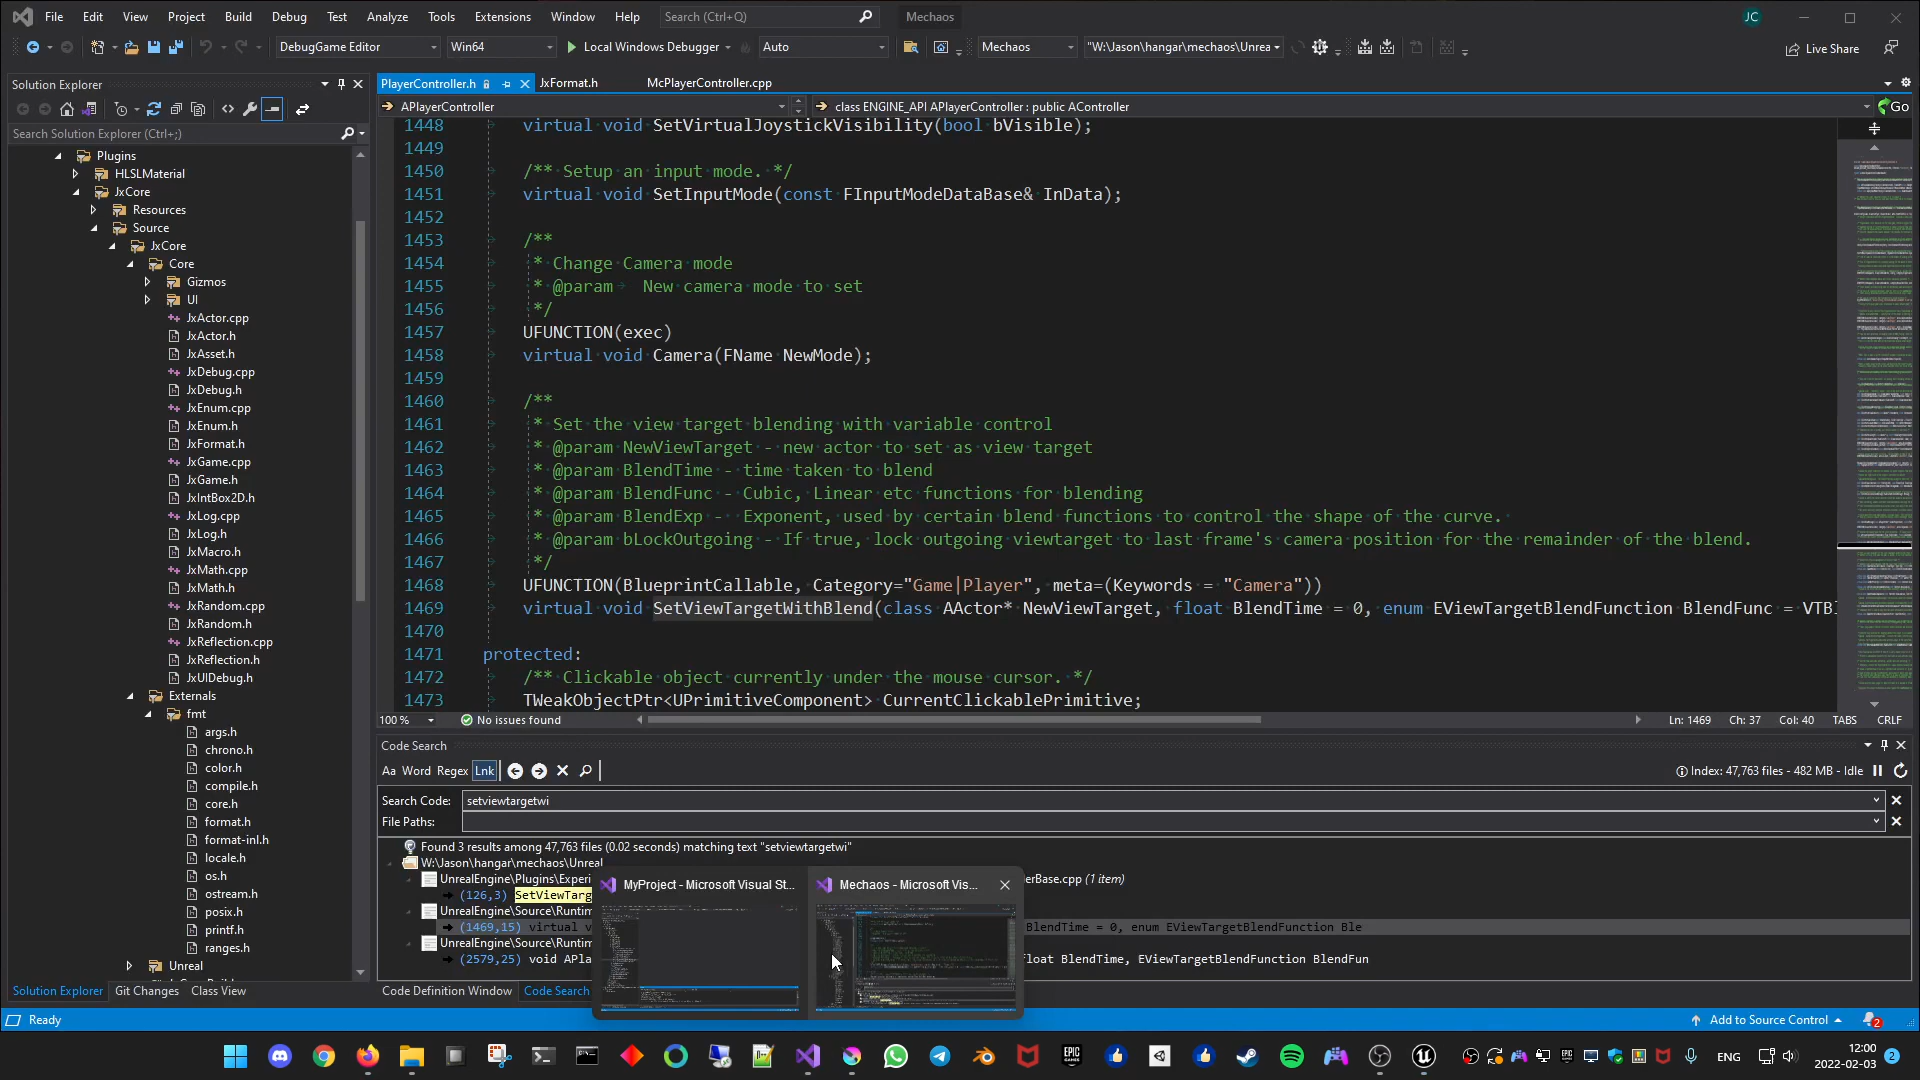 File Edit View Project Build Debug Test Analyze Tools Extensions Window Help Search (Ctrl+Q) Mechaos JC
DebugGame Editor Win64 Local Windows Debugger Auto Mechaos "W:\Jason\hangar\mechaos\Unrea Live Share
Solution Explorer
PlayerController.h JxFormat.h McPlayerController.cpp
APlayerController class ENGINE_API APlayerController : public AController Go
Search Solution Explorer (Ctrl+;)
Plugins
HLSLMaterial
JxCore
Resources
Source
JxCore
Core
Gizmos
UI
JxActor.cpp
JxActor.h
JxAsset.h
JxDebug.cpp
JxDebug.h
JxEnum.cpp
JxEnum.h
JxFormat.h
JxGame.cpp
JxGame.h
JxIntBox2D.h
JxLog.cpp
JxLog.h
JxMacro.h
JxMath.cpp
JxMath.h
JxRandom.cpp
JxRandom.h
JxReflection.cpp
JxReflection.h
JxUIDebug.h
Externals
fmt
args.h
chrono.h
color.h
compile.h
core.h
format.h
format-inl.h
locale.h
os.h
ostream.h
posix.h
printf.h
ranges.h
Unreal
Solution Explorer Git Changes Class View
1448 virtual void SetVirtualJoystickVisibility(bool bVisible);
1449
1450 /** Setup an input mode. */
1451 virtual void SetInputMode(const FInputModeDataBase& InData);
1452
1453 /**
1454 * Change Camera mode
1455 * @param New camera mode to set
1456 */
1457 UFUNCTION(exec)
1458 virtual void Camera(FName NewMode);
1459
1460 /**
1461 * Set the view target blending with variable control
1462 * @param NewViewTarget - new actor to set as view target
1463 * @param BlendTime - time taken to blend
1464 * @param BlendFunc - Cubic, Linear etc functions for blending
1465 * @param BlendExp - Exponent, used by certain blend functions to control the shape of the curve.
1466 * @param bLockOutgoing - If true, lock outgoing viewtarget to last frame's camera position for the remainder of the blend.
1467 */
1468 UFUNCTION(BlueprintCallable, Category="Game|Player", meta=(Keywords = "Camera"))
1469 virtual void SetViewTargetWithBlend(class AActor* NewViewTarget, float BlendTime = 0, enum EViewTargetBlendFunction BlendFunc = VTB
1470
1471 protected:
1472 /** Clickable object currently under the mouse cursor. */
1473 TWeakObjectPtr<UPrimitiveComponent> CurrentClickablePrimitive;
100 % No issues found Ln: 1469 Ch: 37 Col: 40 TABS CRLF
Code Search
Aa Word Regex Lnk Index: 47,763 files - 482 MB - Idle
Search Code: setviewtargetwi
File Paths:
Found 3 results among 47,763 files (0.02 seconds) matching text "setviewtargetwi"
W:\Jason\hangar\mechaos\Unreal
UnrealEngine\Plugins\Experi erBase.cpp (1 item)
(126,3) SetViewTarg
UnrealEngine\Source\Runtim
(1469,15) virtual v BlendTime = 0, enum EViewTargetBlendFunction Ble
UnrealEngine\Source\Runtim
(2579,25) void APla float BlendTime, EViewTargetBlendFunction BlendFun
MyProject - Microsoft Visual St... Mechaos - Microsoft Vis...
Code Definition Window Code Search
Ready Add to Source Control 2
ENG 12:00
2022-02-03 2